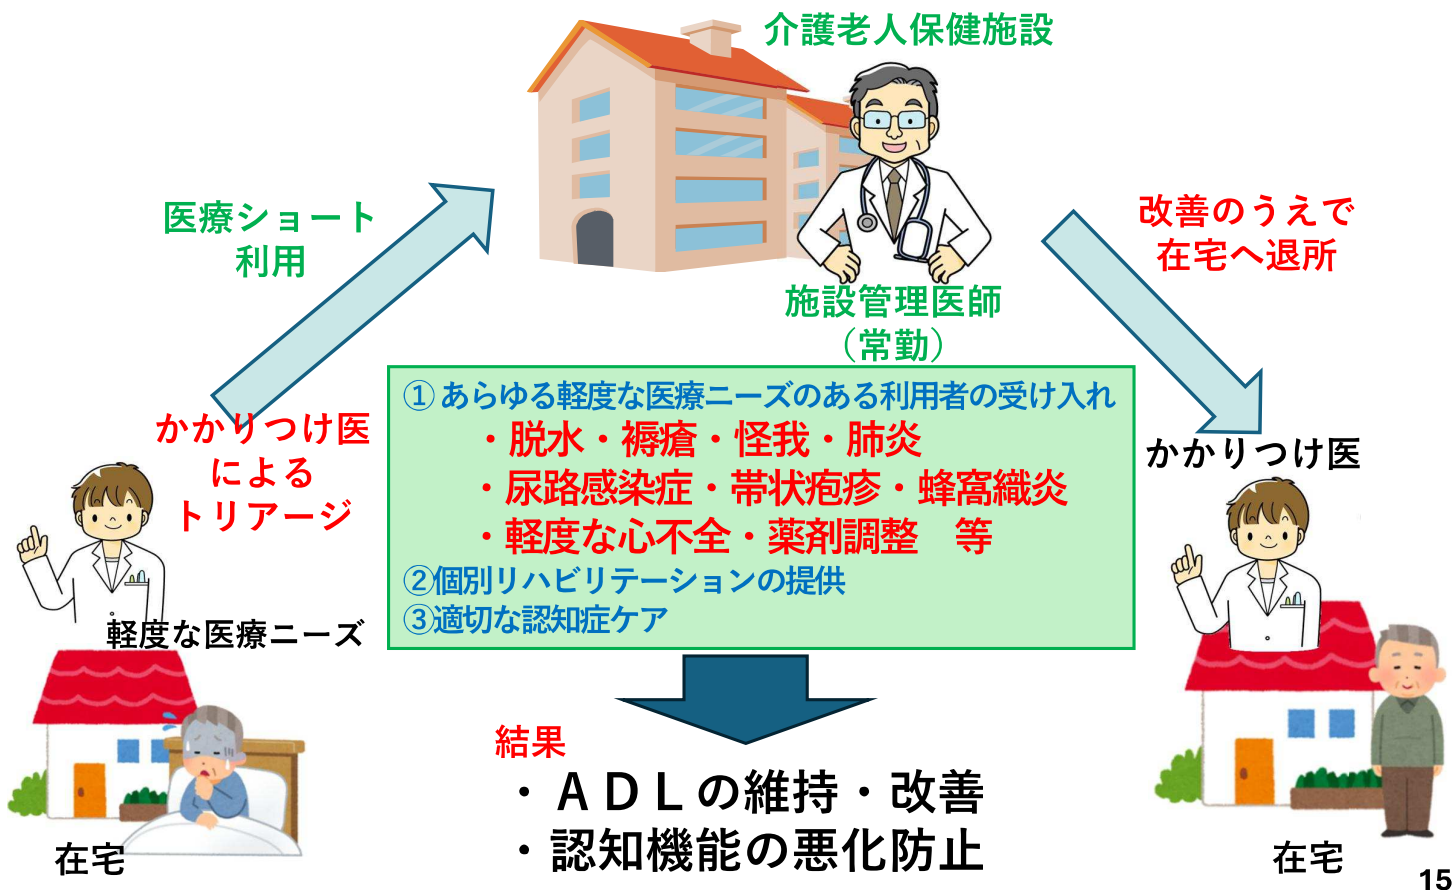 介護老人保健施設
医療ショート
利用
改善のうえで
在宅へ退所
施設管理医師
（常勤）
① あらゆる軽度な医療ニーズのある利用者の受け入れ
・脱水・褥瘡・怪我・肺炎
・尿路感染症・帯状疱疹・蜂窩織炎
・軽度な心不全・薬剤調整　等
②個別リハビリテーションの提供
③適切な認知症ケア
かかりつけ医
による
トリアージ
かかりつけ医
軽度な医療ニーズ
結果
・ＡＤＬの維持・改善
・認知機能の悪化防止
在宅
在宅
15